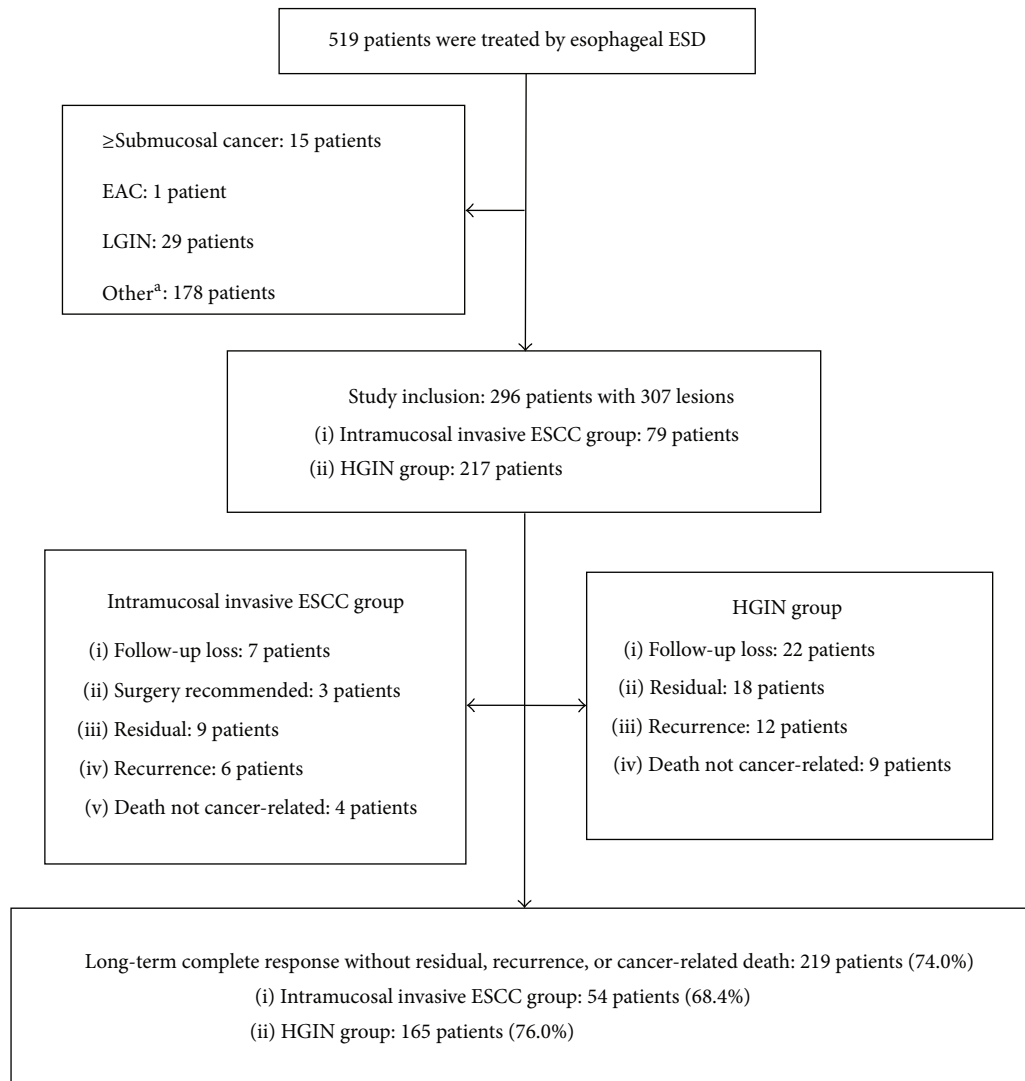 519 patients were treated by esophageal ESD
≥Submucosal cancer: 15 patients
EAC: 1 patient
LGIN: 29 patients
Otherᵃ: 178 patients
Study inclusion: 296 patients with 307 lesions
(i) Intramucosal invasive ESCC group: 79 patients
(ii) HGIN group: 217 patients
Intramucosal invasive ESCC group
(i) Follow-up loss: 7 patients
(ii) Surgery recommended: 3 patients
(iii) Residual: 9 patients
(iv) Recurrence: 6 patients
(v) Death not cancer-related: 4 patients
HGIN group
(i) Follow-up loss: 22 patients
(ii) Residual: 18 patients
(iii) Recurrence: 12 patients
(iv) Death not cancer-related: 9 patients
Long-term complete response without residual, recurrence, or cancer-related death: 219 patients (74.0%)
(i) Intramucosal invasive ESCC group: 54 patients (68.4%)
(ii) HGIN group: 165 patients (76.0%)